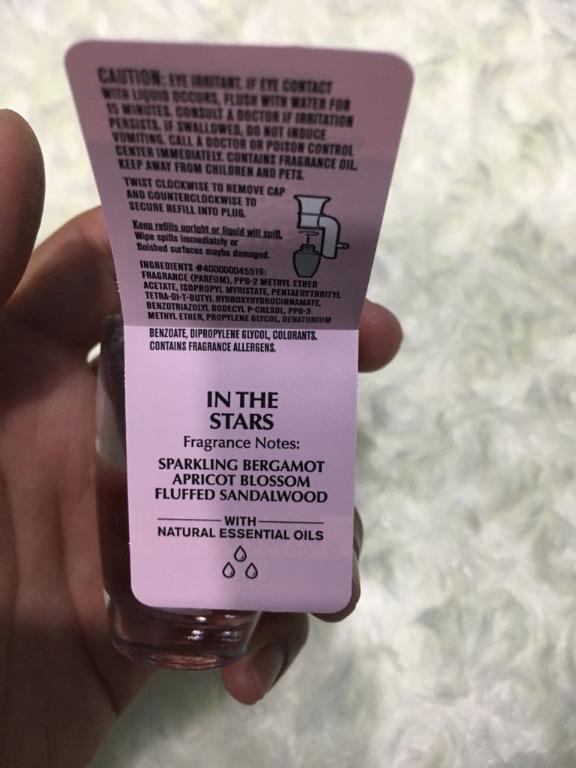 CAUTION: EYE IRRITANT. IF EYE CONTACT
WITH LIQUID OCCURS, FLUSH WITH WATER FOR
15 MINUTES. CONSULT A DOCTOR IF IRRITATION
PERSISTS. IF SWALLOWED, DO NOT INDUCE
VOMITING. CALL A DOCTOR OR POISON CONTROL
CENTER IMMEDIATELY. CONTAINS FRAGRANCE OIL.
KEEP AWAY FROM CHILDREN AND PETS.
TWIST CLOCKWISE TO REMOVE CAP
AND COUNTERCLOCKWISE TO
SECURE REFILL INTO PLUG.
Keep refills upright or liquid will spill.
Wipe spills immediately or
finished surfaces maybe damaged.
INGREDIENTS #400000045519:
FRAGRANCE (PARFUM), PPG-2 METHYL ETHER
ACETATE, ISOPROPYL MYRISTATE, PENTAERYTHRITYL
TETRA-DI-T-BUTYL HYDROXYHYDROCINNAMATE,
BENZOTRIAZOLYL DODECYL P-CRESOL, PPG-3
METHYL ETHER, PROPYLENE GLYCOL, DENATONIUM
BENZOATE, DIPROPYLENE GLYCOL, COLORANTS.
CONTAINS FRAGRANCE ALLERGENS.
IN THE
STARS
Fragrance Notes:
SPARKLING BERGAMOT
APRICOT BLOSSOM
FLUFFED SANDALWOOD
WITH
NATURAL ESSENTIAL OILS